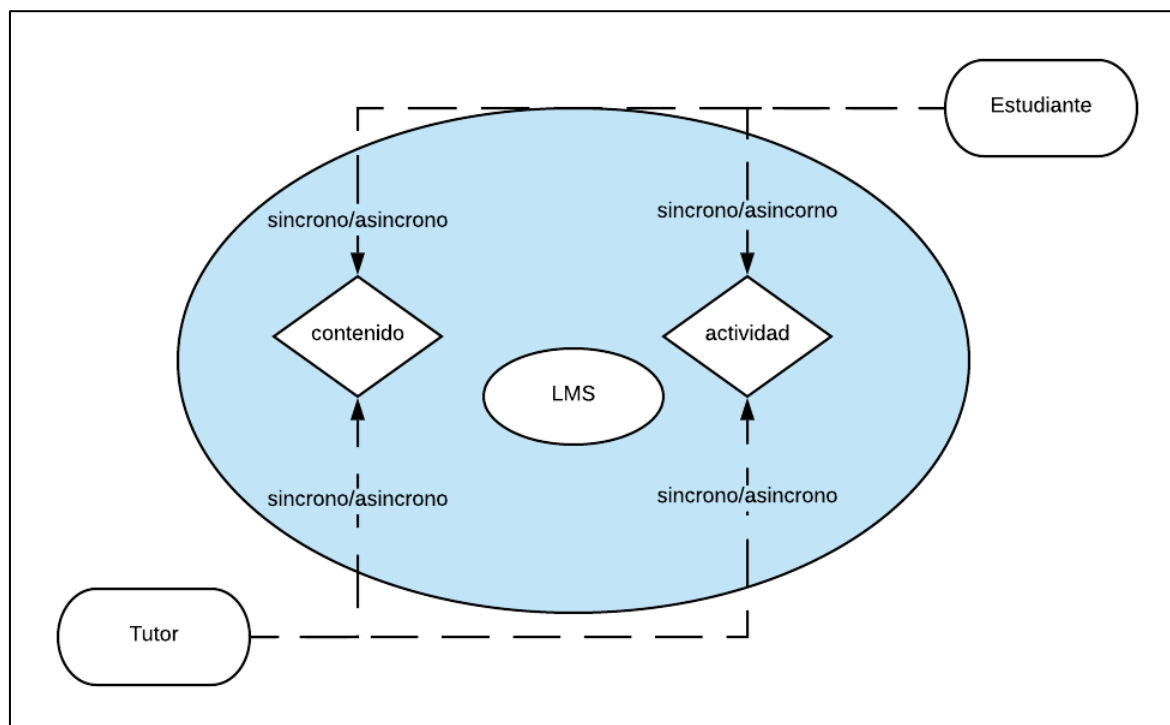 Estudiante
sincrono/asincrono
sincrono/asincorno
contenido
actividad
LMS
sincrono/asincrono
sincrono/asincrono
Tutor